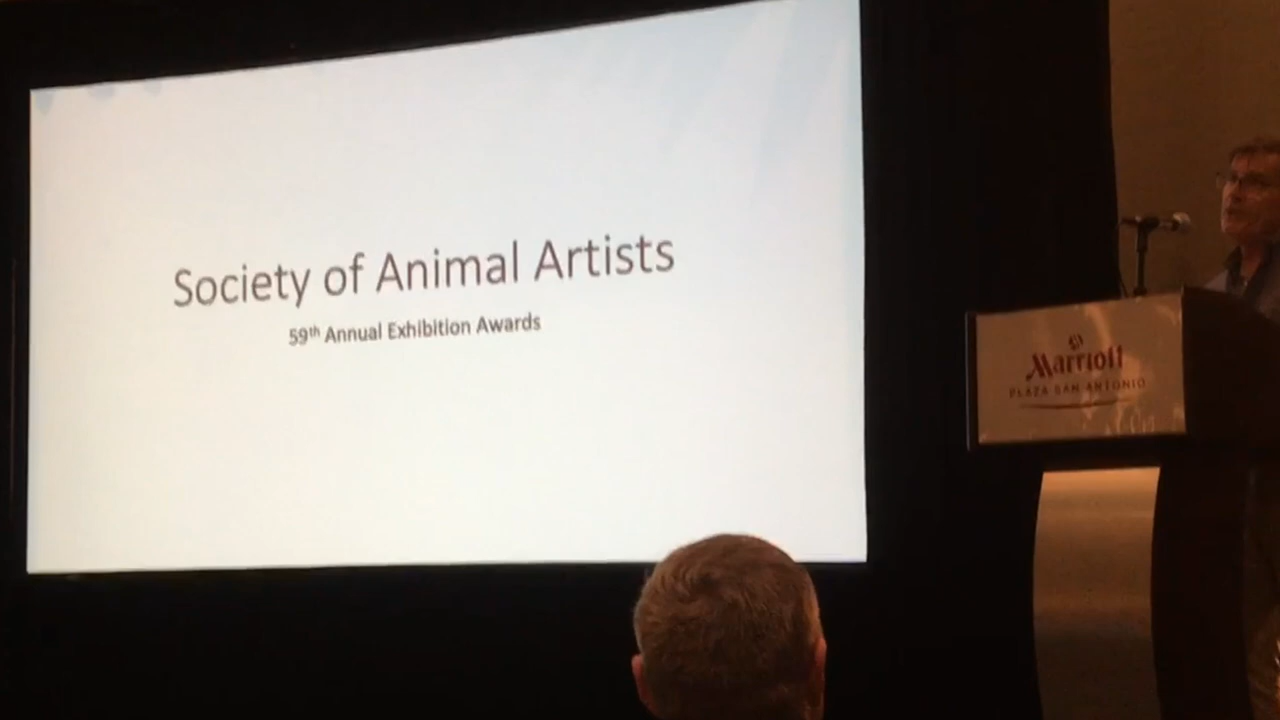 Society of Animal Artists
59th Annual Exhibition Awards
Marriott
PLAZA SAN ANTONIO